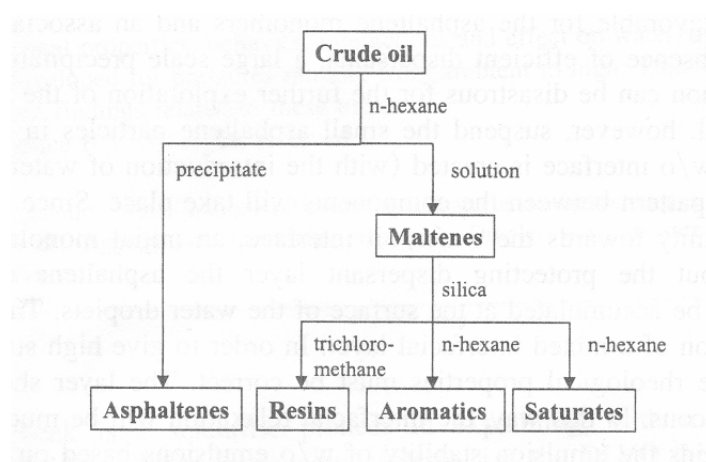 Crude oil
n-hexane
precipitate
solution
Maltenes
silica
trichloro-
methane
n-hexane
n-hexane
Asphaltenes
Resins
Aromatics
Saturates